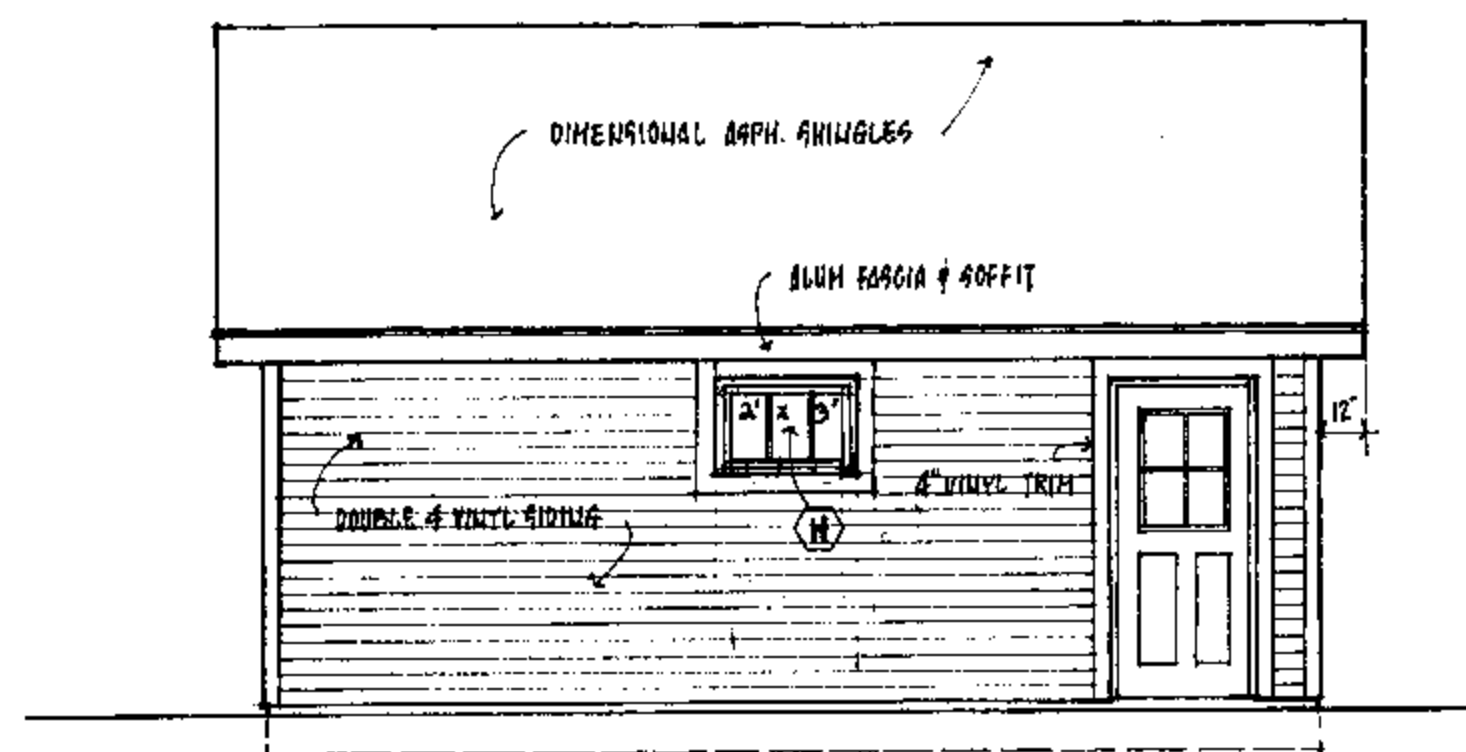 DIMENSIONAL ASPH. SHINGLES
ALUM FASCIA & SOFFIT
2' x 3'
12"
4" VINYL TRIM
DOUBLE 4 VINYL SIDING
H